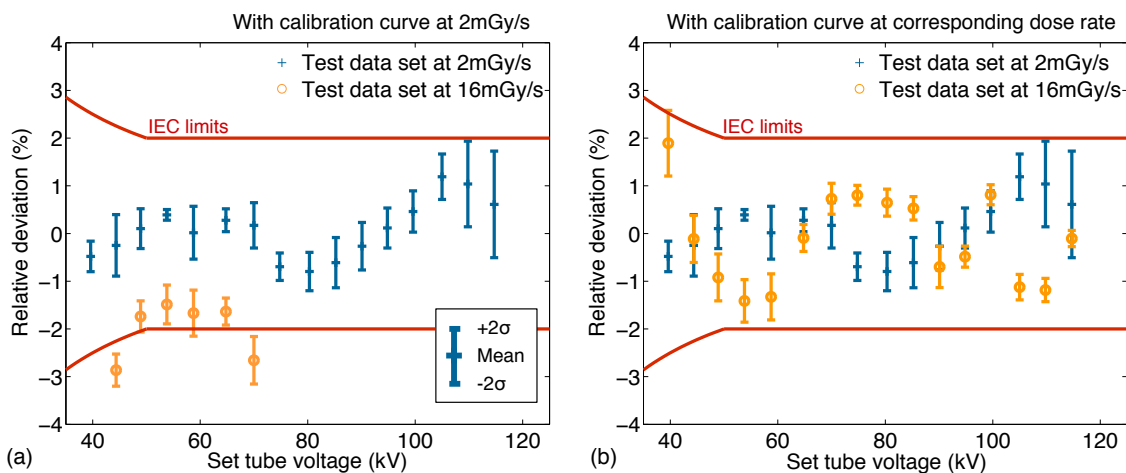 With calibration curve at 2mGy/s
4
3
2
1
0
−1
−2
−3
−4
Relative deviation (%)
+ Test data set at 2mGy/s
Test data set at 16mGy/s
IEC limits
+2σ
Mean
-2σ
40 60 80 100 120
Set tube voltage (kV)
(a)
With calibration curve at corresponding dose rate
4
3
2
1
0
−1
−2
−3
−4
Relative deviation (%)
+ Test data set at 2mGy/s
Test data set at 16mGy/s
IEC limits
40 60 80 100 120
Set tube voltage (kV)
(b)